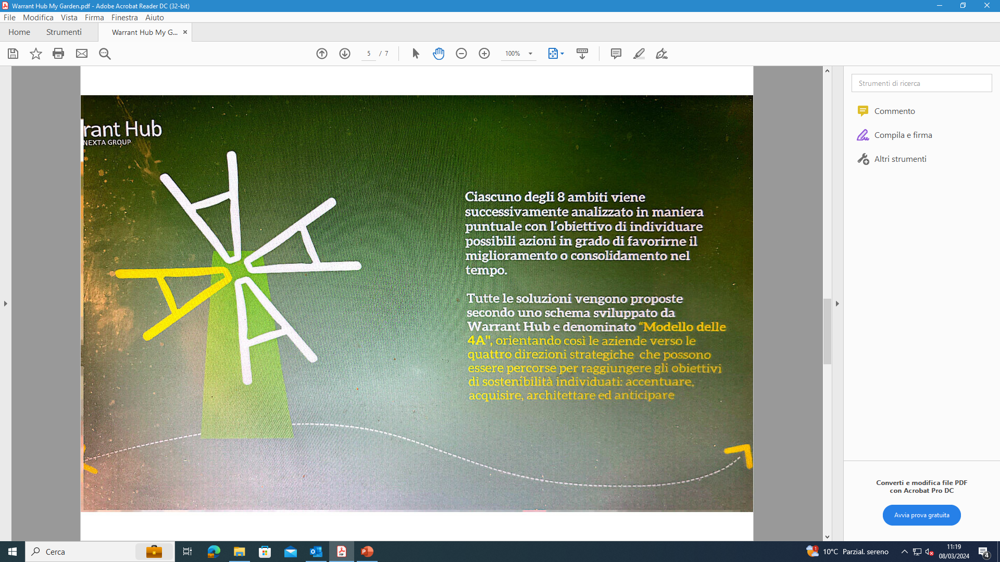 Warrant Hub My Garden.pdf - Adobe Acrobat Reader DC (32-bit)
File Modifica Vista Firma Finestra Aiuto
Home Strumenti Warrant Hub My G... ×
5 / 7 100%
Strumenti di ricerca
Commento
Compila e firma
Altri strumenti
rant Hub
NEXTA GROUP
Ciascuno degli 8 ambiti viene
successivamente analizzato in maniera
puntuale con l'obiettivo di individuare
possibili azioni in grado di favorirne il
miglioramento o consolidamento nel
tempo.
Tutte le soluzioni vengono proposte
secondo uno schema sviluppato da
Warrant Hub e denominato “Modello delle
4A", orientando così le aziende verso le
quattro direzioni strategiche che possono
essere percorse per raggiungere gli obiettivi
di sostenibilità individuati: accentuare,
acquisire, architettare ed anticipare
Converti e modifica file PDF
con Acrobat Pro DC
Avvia prova gratuita
Cerca
1
10°C Parzial. sereno
11:19
08/03/2024
4